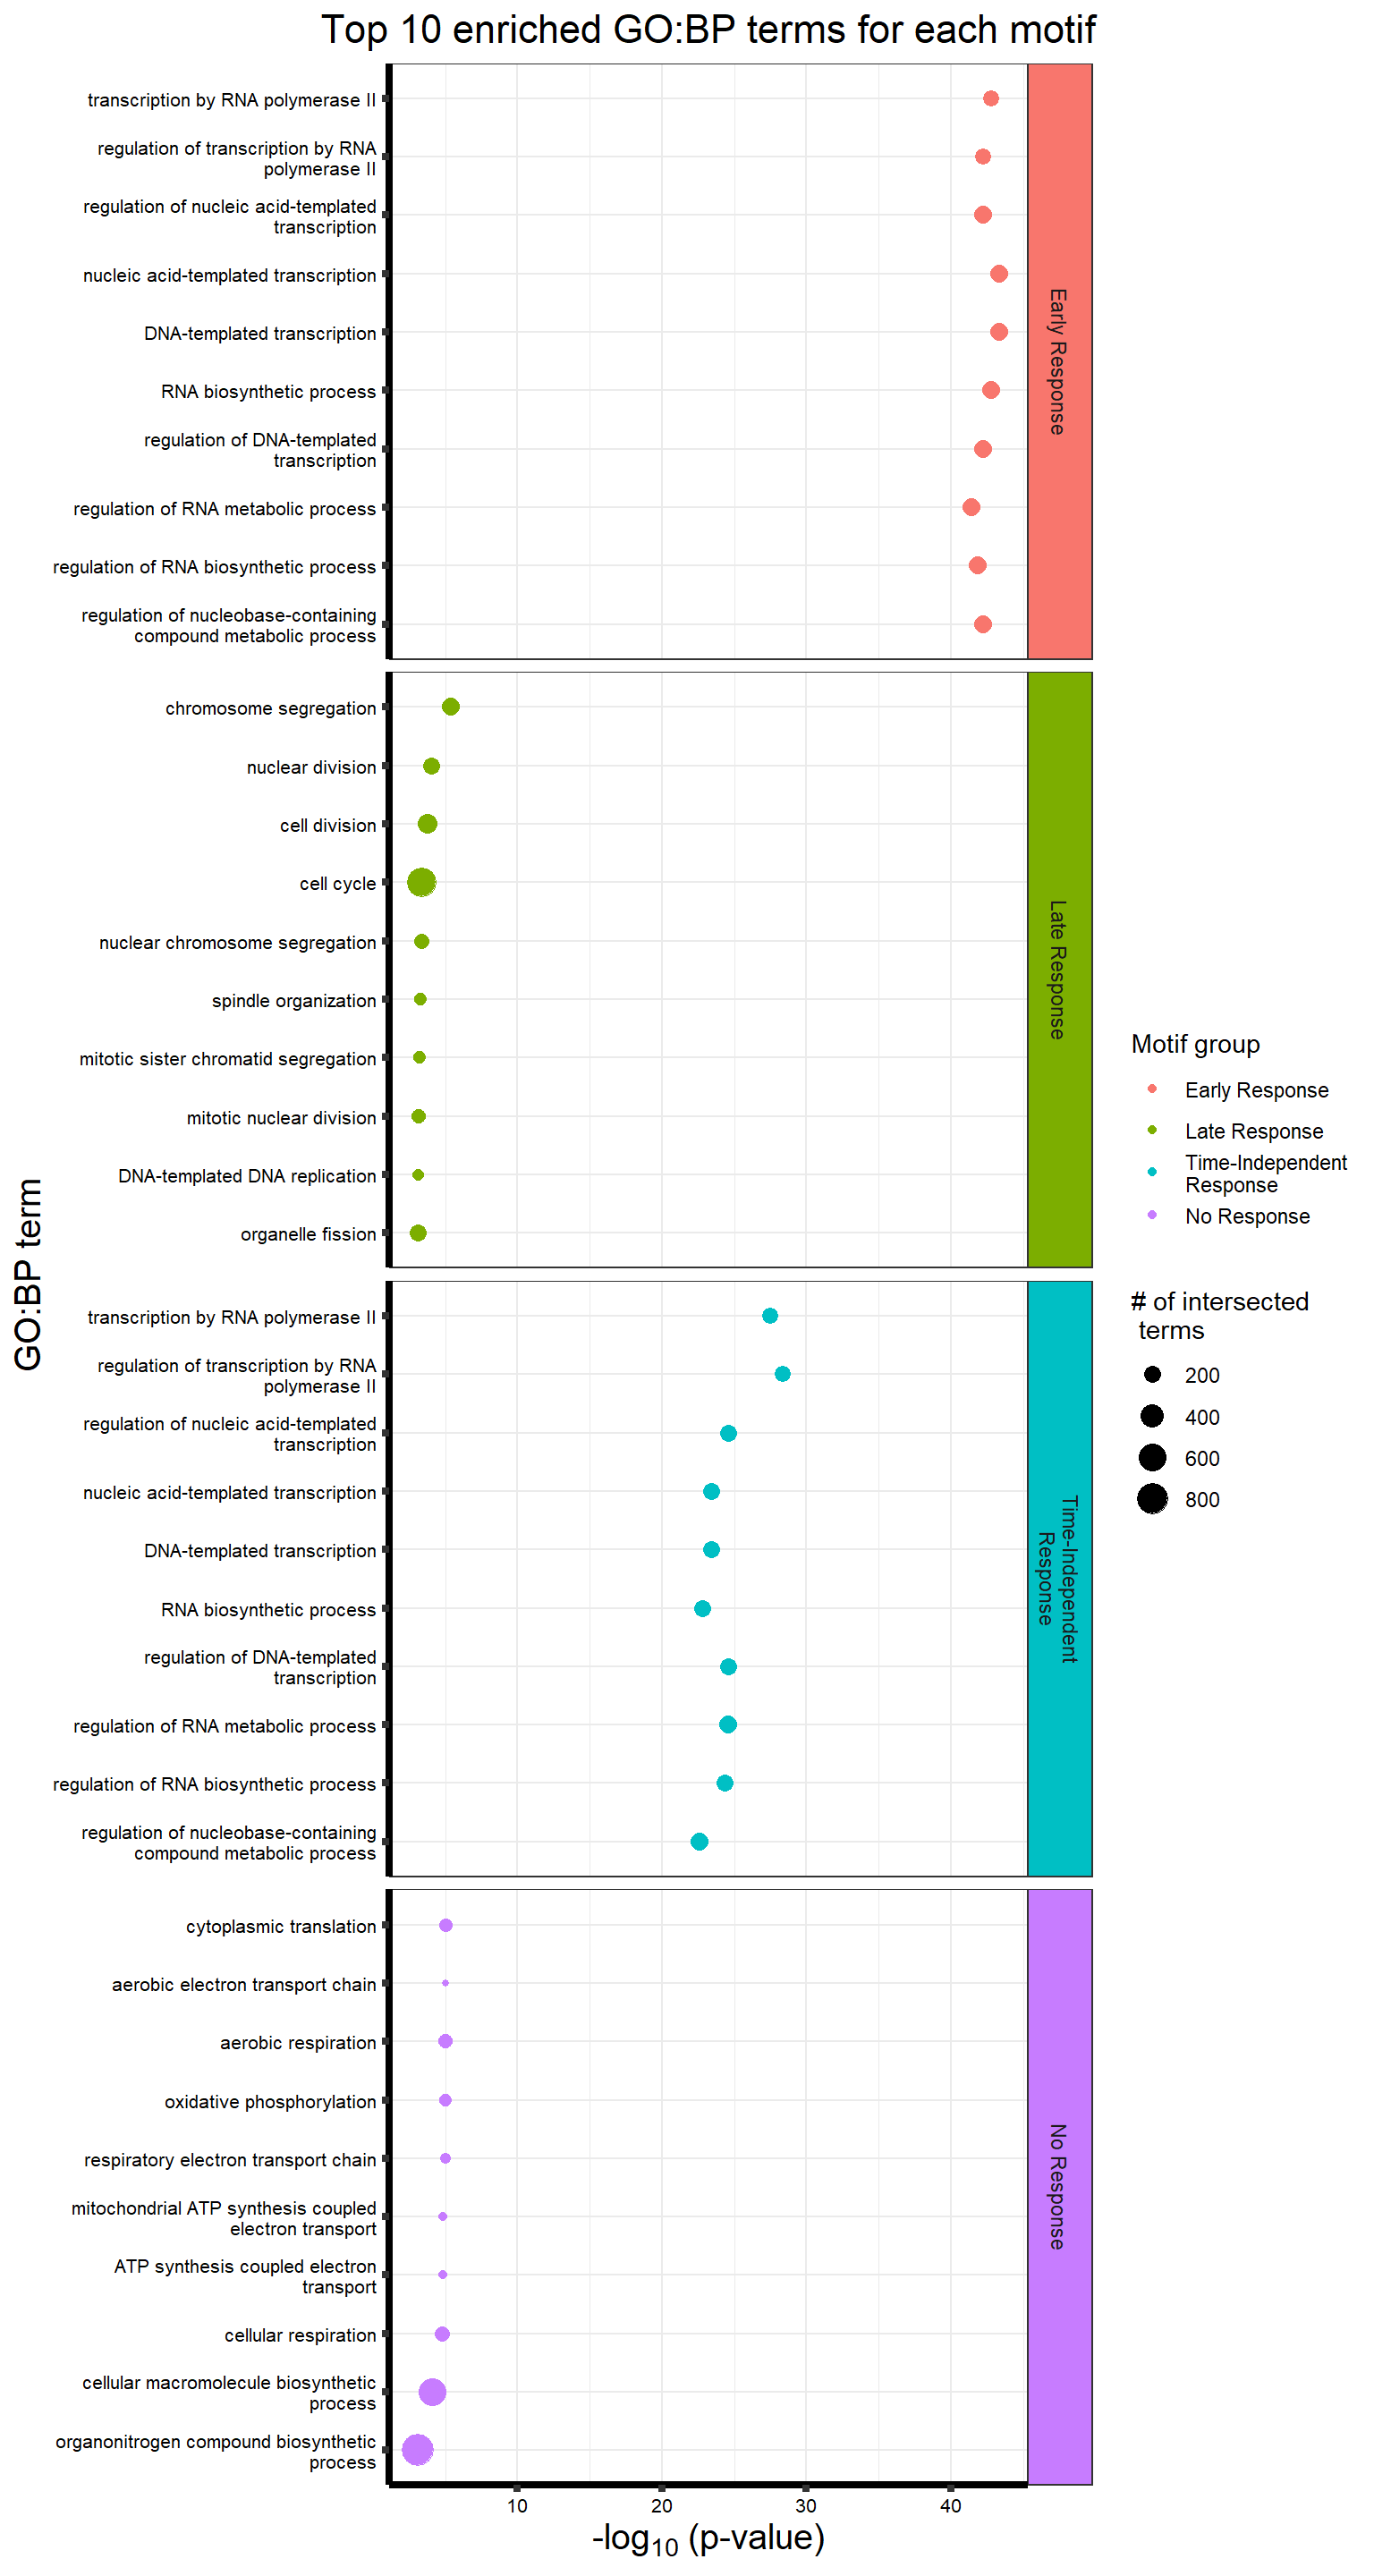 Top 10 enriched GO:BP terms for each motif
transcription by RNA polymerase II
regulation of transcription by RNA
polymerase II
regulation of nucleic acid-templated
transcription
nucleic acid-templated transcription
DNA-templated transcription
RNA biosynthetic process
regulation of DNA-templated
transcription
regulation of RNA metabolic process
regulation of RNA biosynthetic process
regulation of nucleobase-containing
compound metabolic process
Early Response
chromosome segregation
nuclear division
cell division
cell cycle
nuclear chromosome segregation
spindle organization
mitotic sister chromatid segregation
mitotic nuclear division
DNA-templated DNA replication
organelle fission
Late Response
transcription by RNA polymerase II
regulation of transcription by RNA
polymerase II
regulation of nucleic acid-templated
transcription
nucleic acid-templated transcription
DNA-templated transcription
RNA biosynthetic process
regulation of DNA-templated
transcription
regulation of RNA metabolic process
regulation of RNA biosynthetic process
regulation of nucleobase-containing
compound metabolic process
Time-Independent
Response
cytoplasmic translation
aerobic electron transport chain
aerobic respiration
oxidative phosphorylation
respiratory electron transport chain
mitochondrial ATP synthesis coupled
electron transport
ATP synthesis coupled electron
transport
cellular respiration
cellular macromolecule biosynthetic
process
organonitrogen compound biosynthetic
process
No Response
GO:BP term
10
20
30
40
-log10 (p-value)
Motif group
Early Response
Late Response
Time-Independent
Response
No Response
# of intersected
terms
200
400
600
800